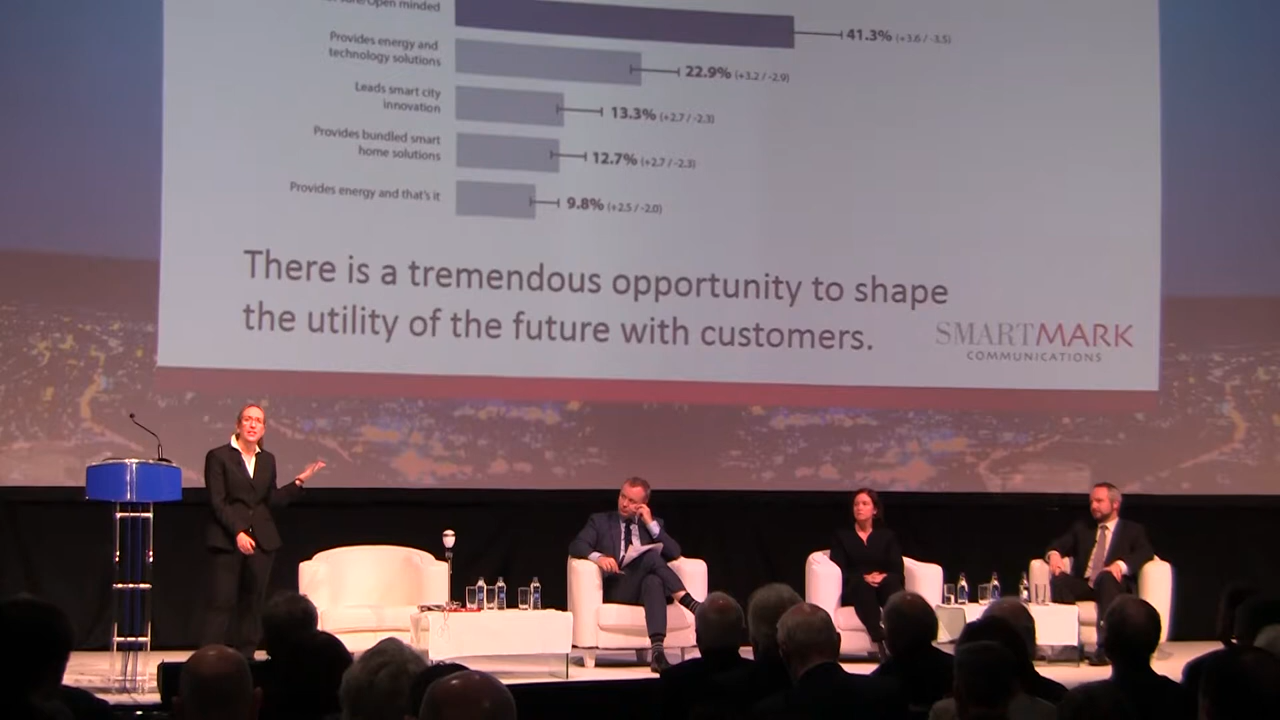 Open minded
41.3% (+3.6 / -3.5)
Provides energy and
technology solutions
22.9% (+3.2 / -2.9)
Leads smart city
innovation
13.3% (+2.7 / -2.3)
Provides bundled smart
home solutions
12.7% (+2.7 / -2.3)
Provides energy and that's it
9.8% (+2.5 / -2.0)
There is a tremendous opportunity to shape
the utility of the future with customers.
SMARTMARK
COMMUNICATIONS